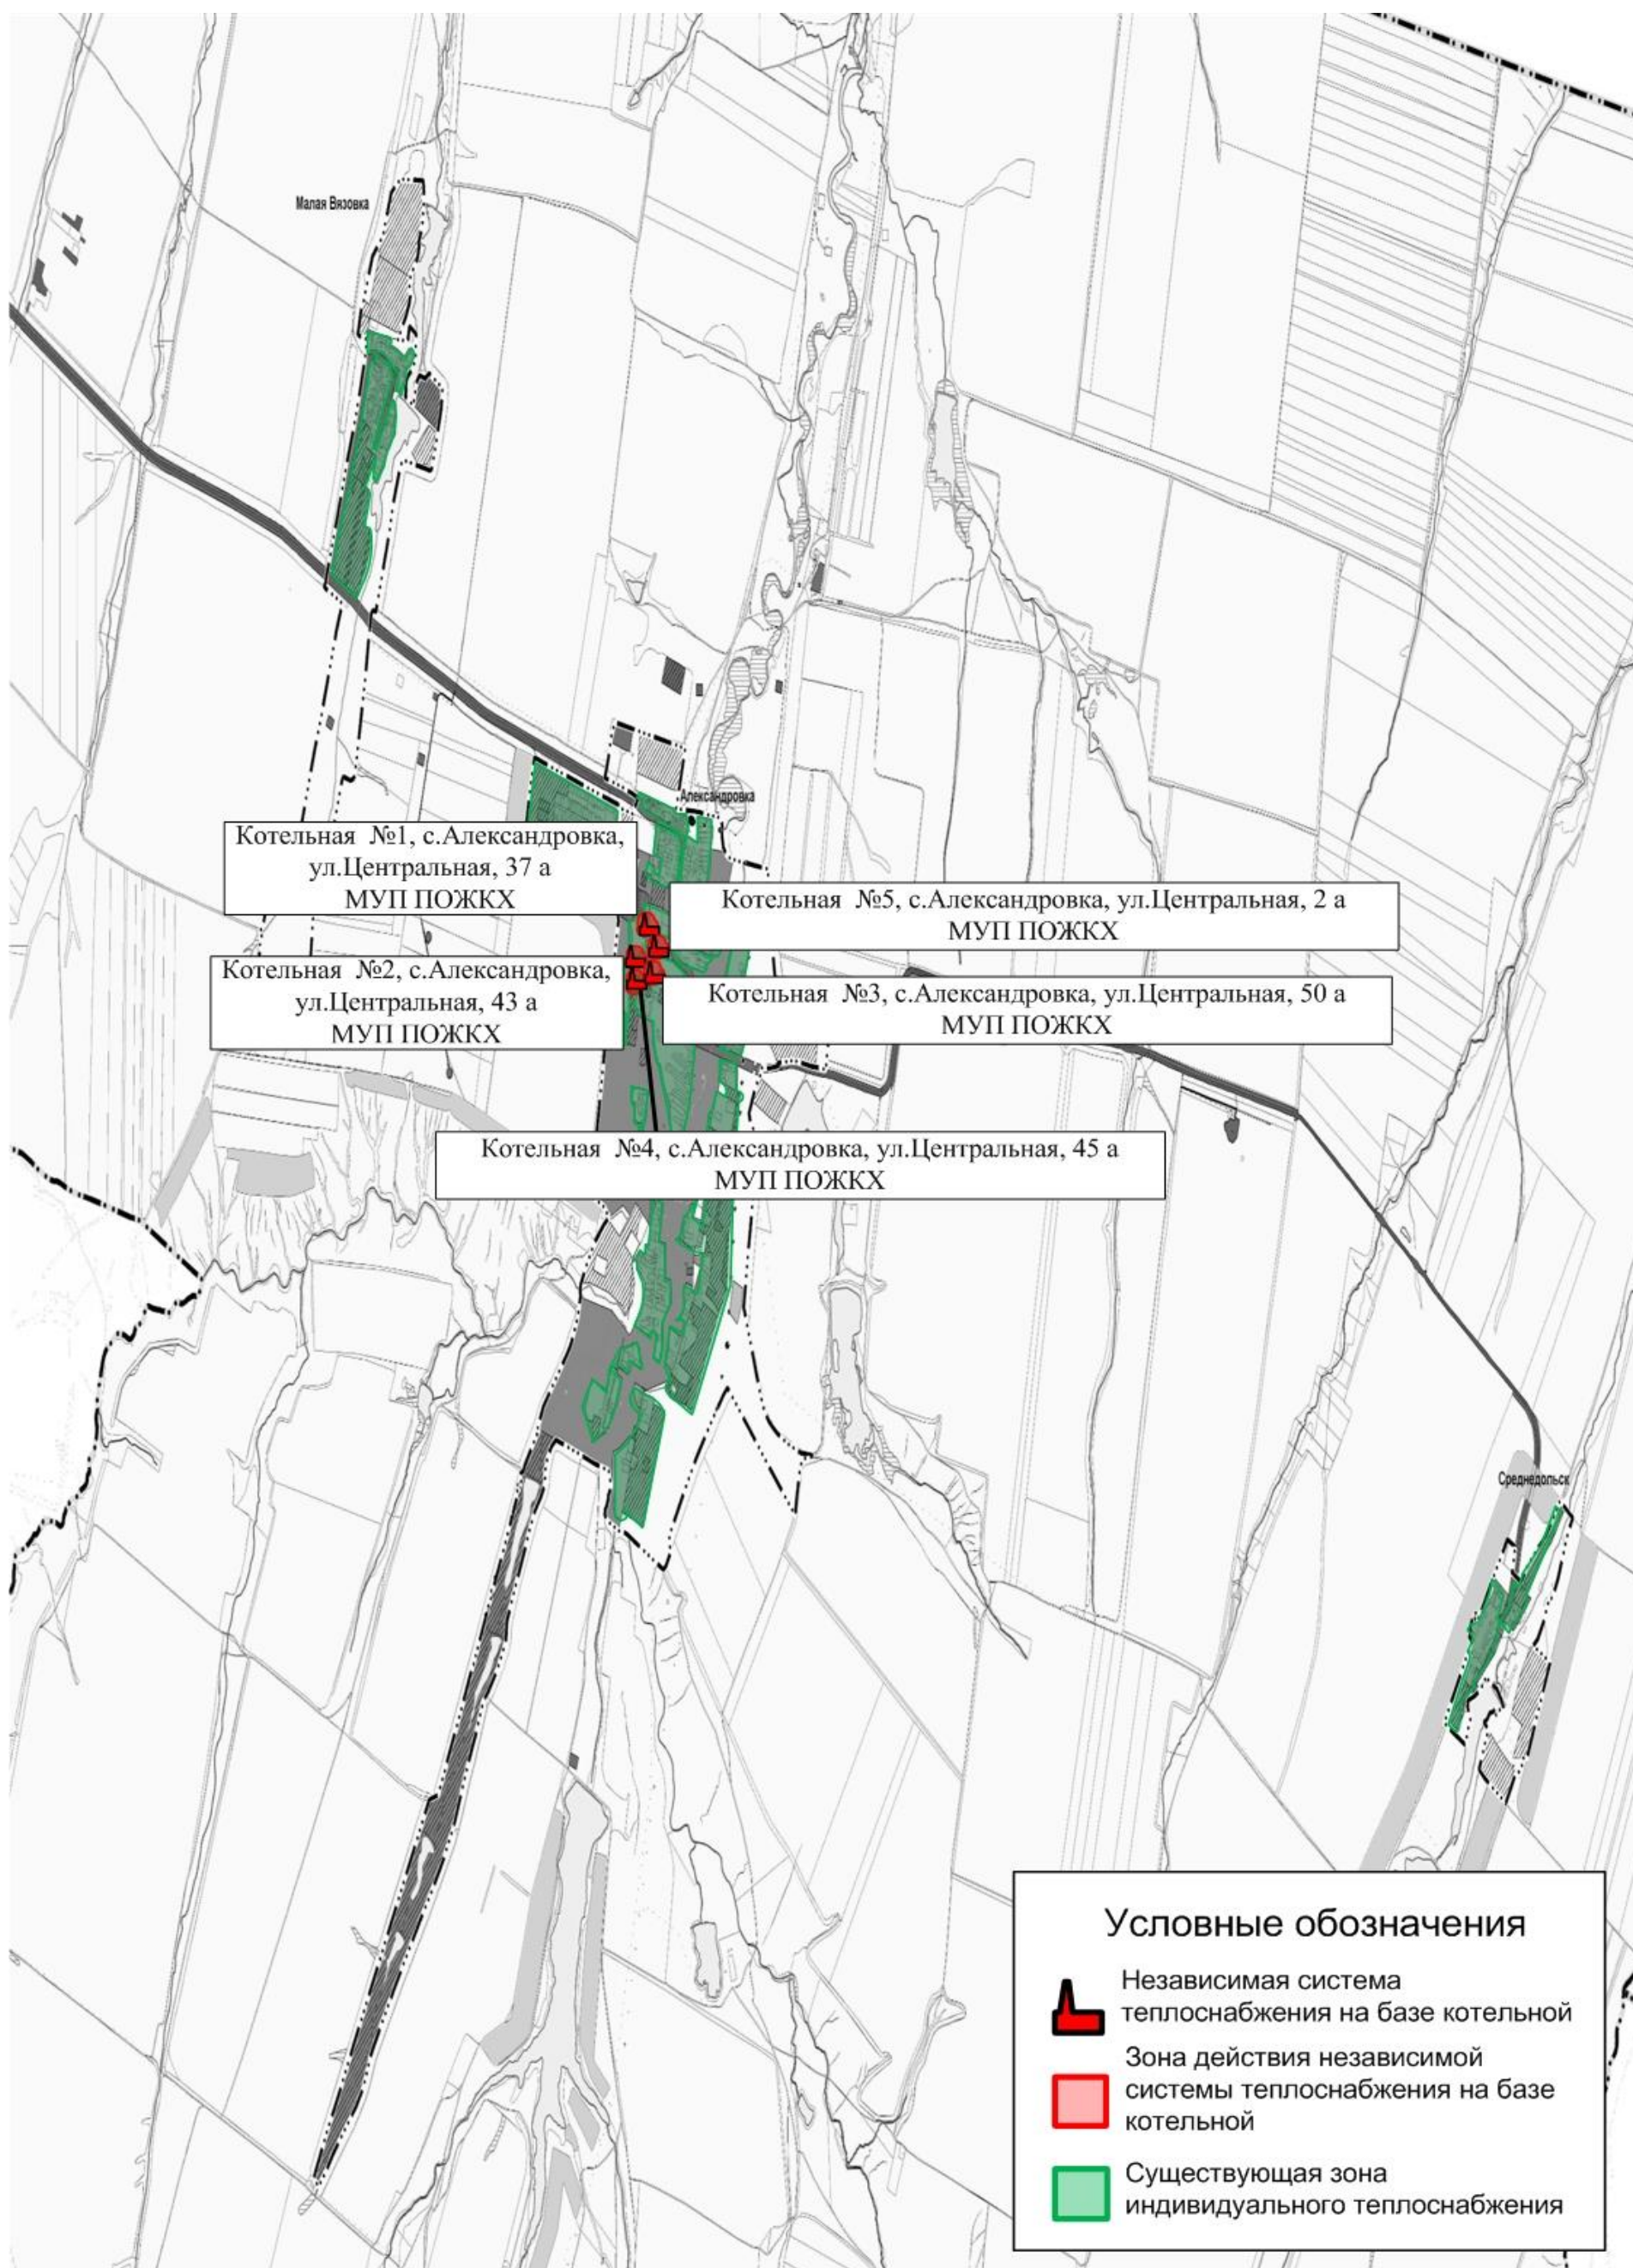 Малая Вязовка
Александровка
Котельная №1, с.Александровка,
ул.Центральная, 37 а
МУП ПОЖКХ
Котельная №5, с.Александровка, ул.Центральная, 2 а
МУП ПОЖКХ
Котельная №2, с.Александровка,
ул.Центральная, 43 а
МУП ПОЖКХ
Котельная №3, с.Александровка, ул.Центральная, 50 а
МУП ПОЖКХ
Котельная №4, с.Александровка, ул.Центральная, 45 а
МУП ПОЖКХ
Среднедольск
Условные обозначения
Независимая система
теплоснабжения на базе котельной
Зона действия независимой
системы теплоснабжения на базе
котельной
Существующая зона
индивидуального теплоснабжения